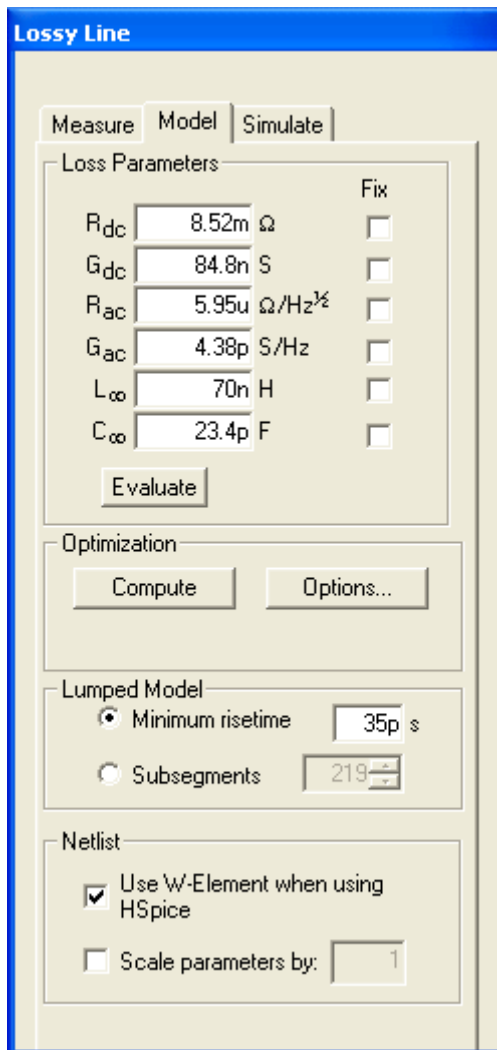 Lossy Line
Measure Model Simulate
Loss Parameters
Fix
Rdc 8.52m Ω
Gdc 84.8n S
Rac 5.95u Ω/Hz½
Gac 4.38p S/Hz
L∞ 70n H
C∞ 23.4p F
Evaluate
Optimization
Compute Options...
Lumped Model
Minimum risetime 35p s
Subsegments 219
Netlist
Use W-Element when using
HSpice
Scale parameters by: 1